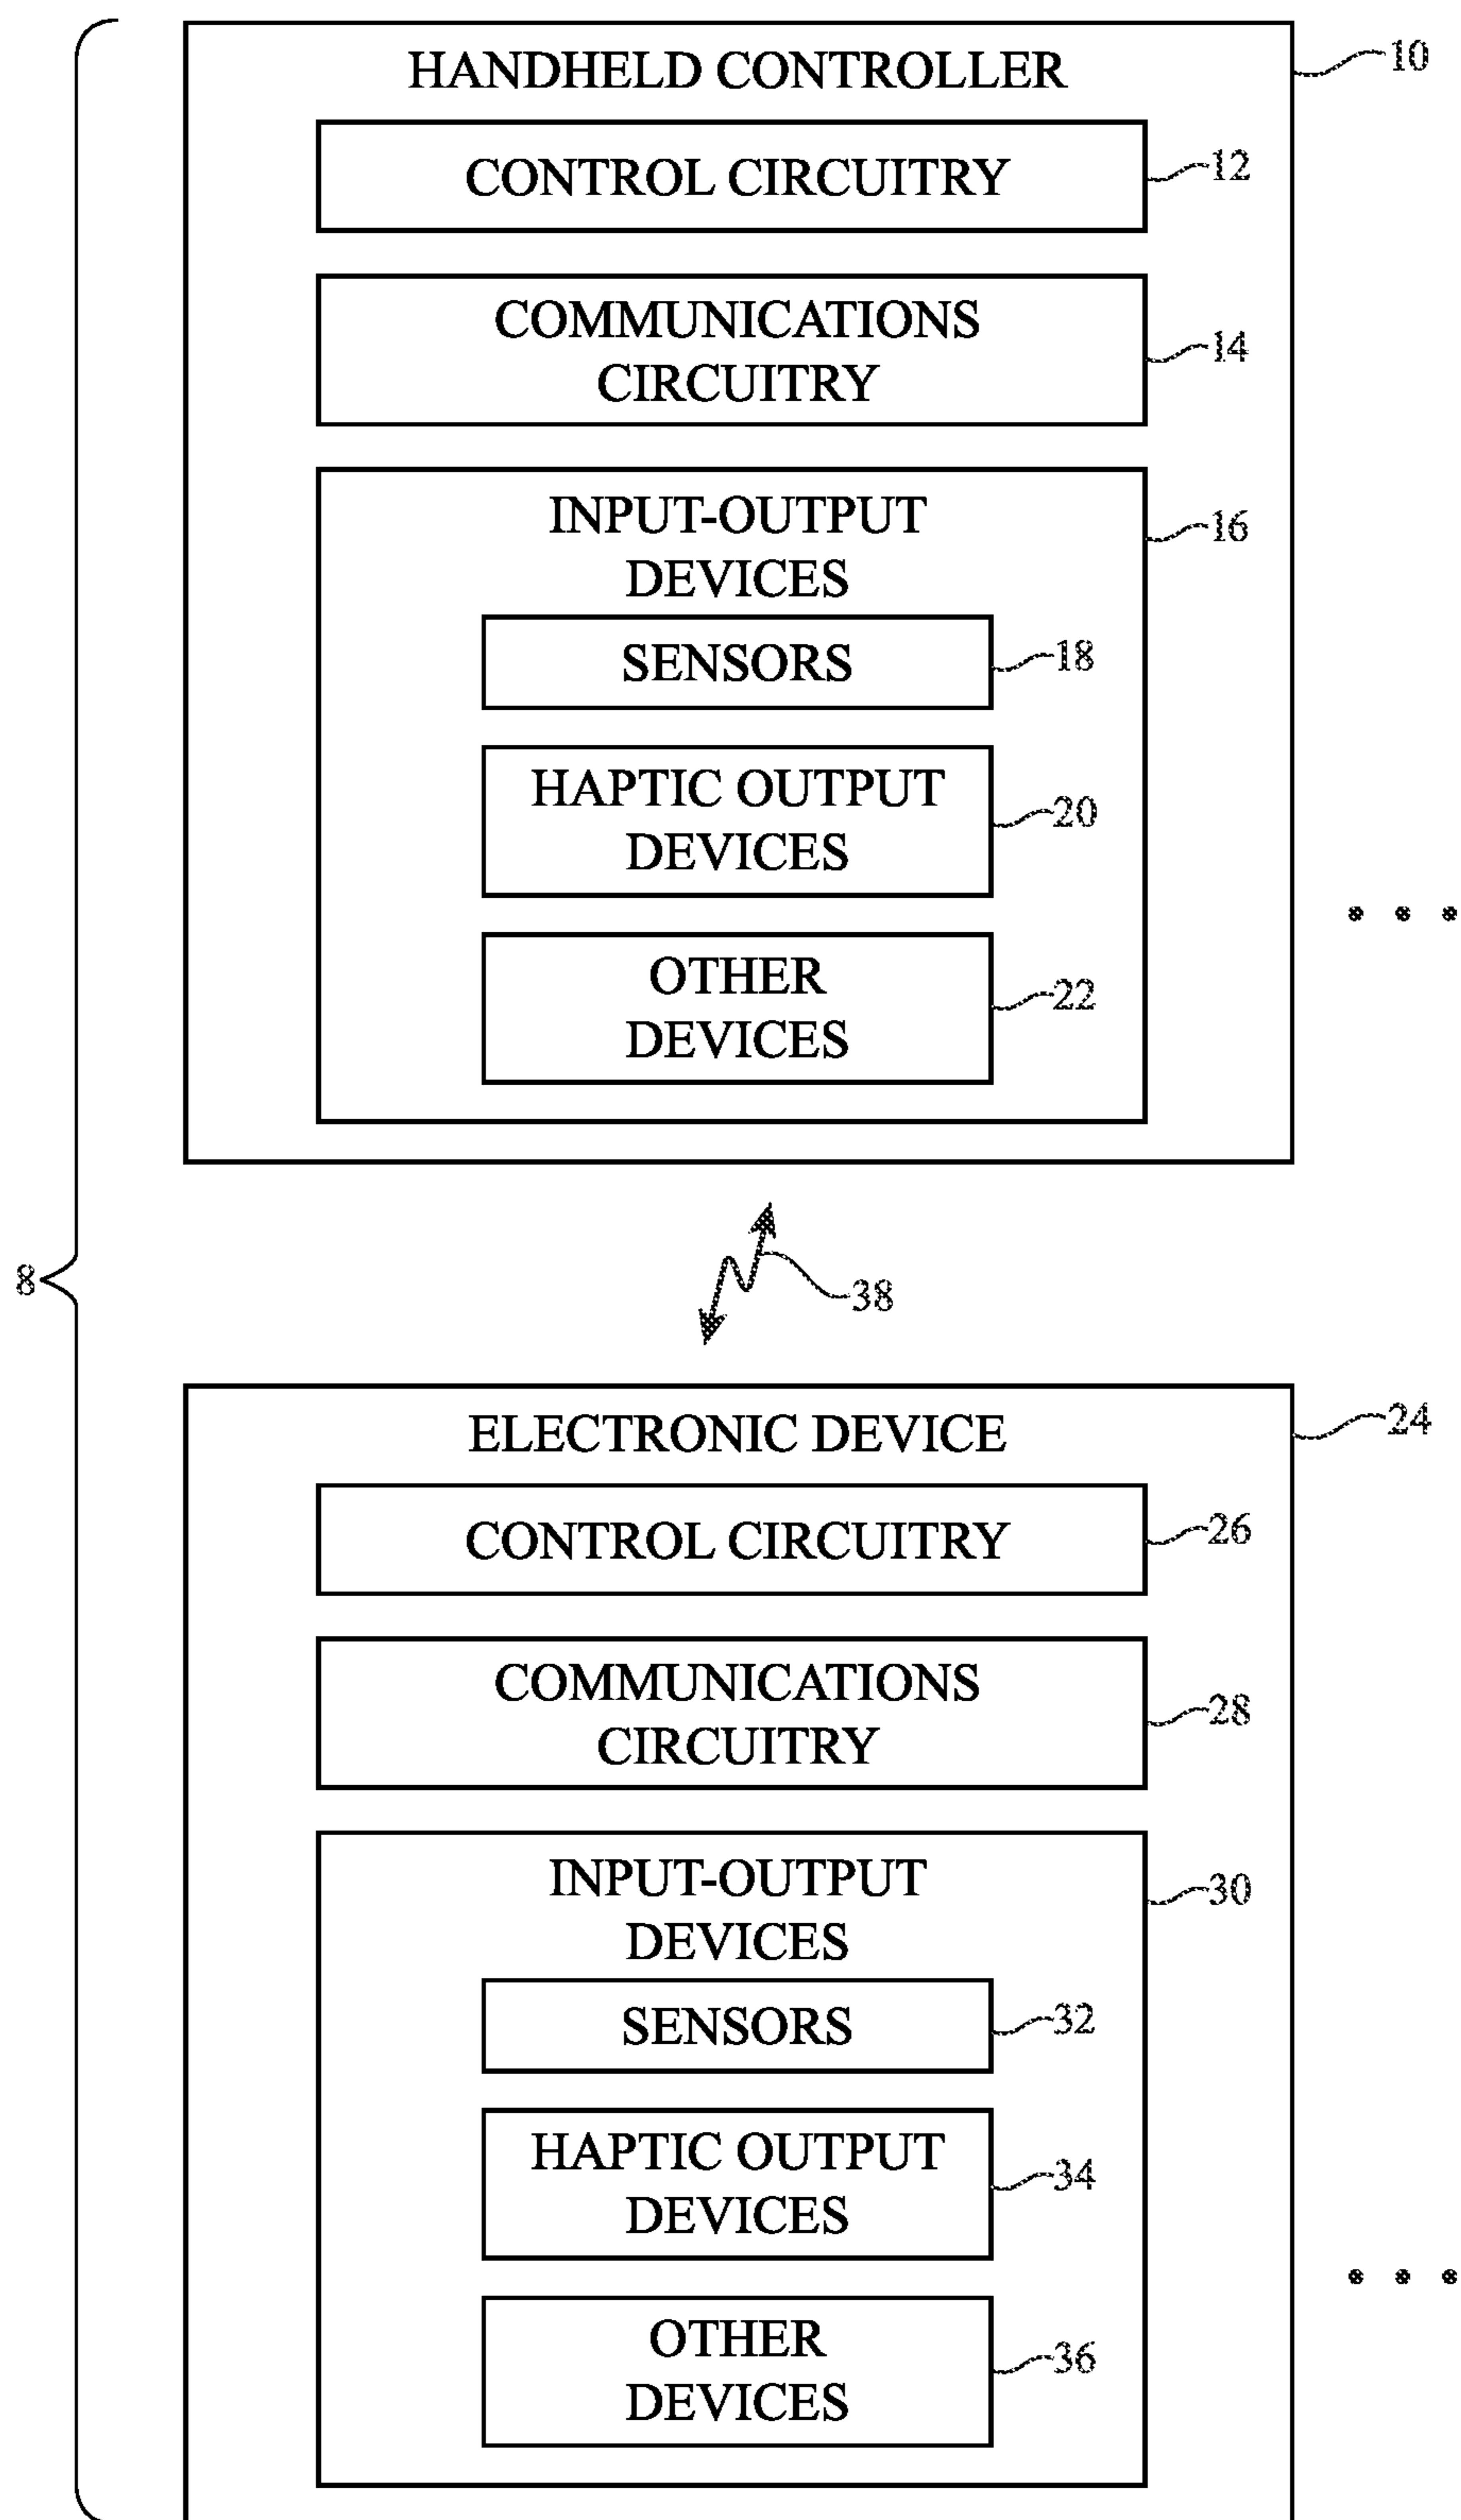 HANDHELD CONTROLLER
10
CONTROL CIRCUITRY
12
COMMUNICATIONS
CIRCUITRY
14
INPUT-OUTPUT
DEVICES
16
SENSORS
18
HAPTIC OUTPUT
DEVICES
20
OTHER
DEVICES
22
8
38
ELECTRONIC DEVICE
24
CONTROL CIRCUITRY
26
COMMUNICATIONS
CIRCUITRY
28
INPUT-OUTPUT
DEVICES
30
SENSORS
32
HAPTIC OUTPUT
DEVICES
34
OTHER
DEVICES
36